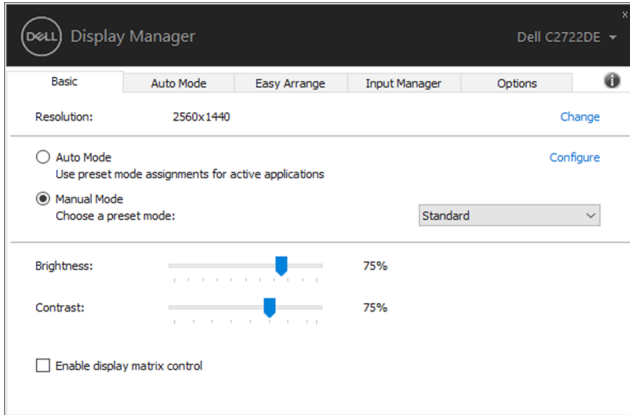 x
DELL Display Manager Dell C2722DE
Basic Auto Mode Easy Arrange Input Manager Options i
Resolution: 2560x1440 Change
Auto Mode Configure
Use preset mode assignments for active applications
Manual Mode
Choose a preset mode: Standard
Brightness: 75%
Contrast: 75%
Enable display matrix control